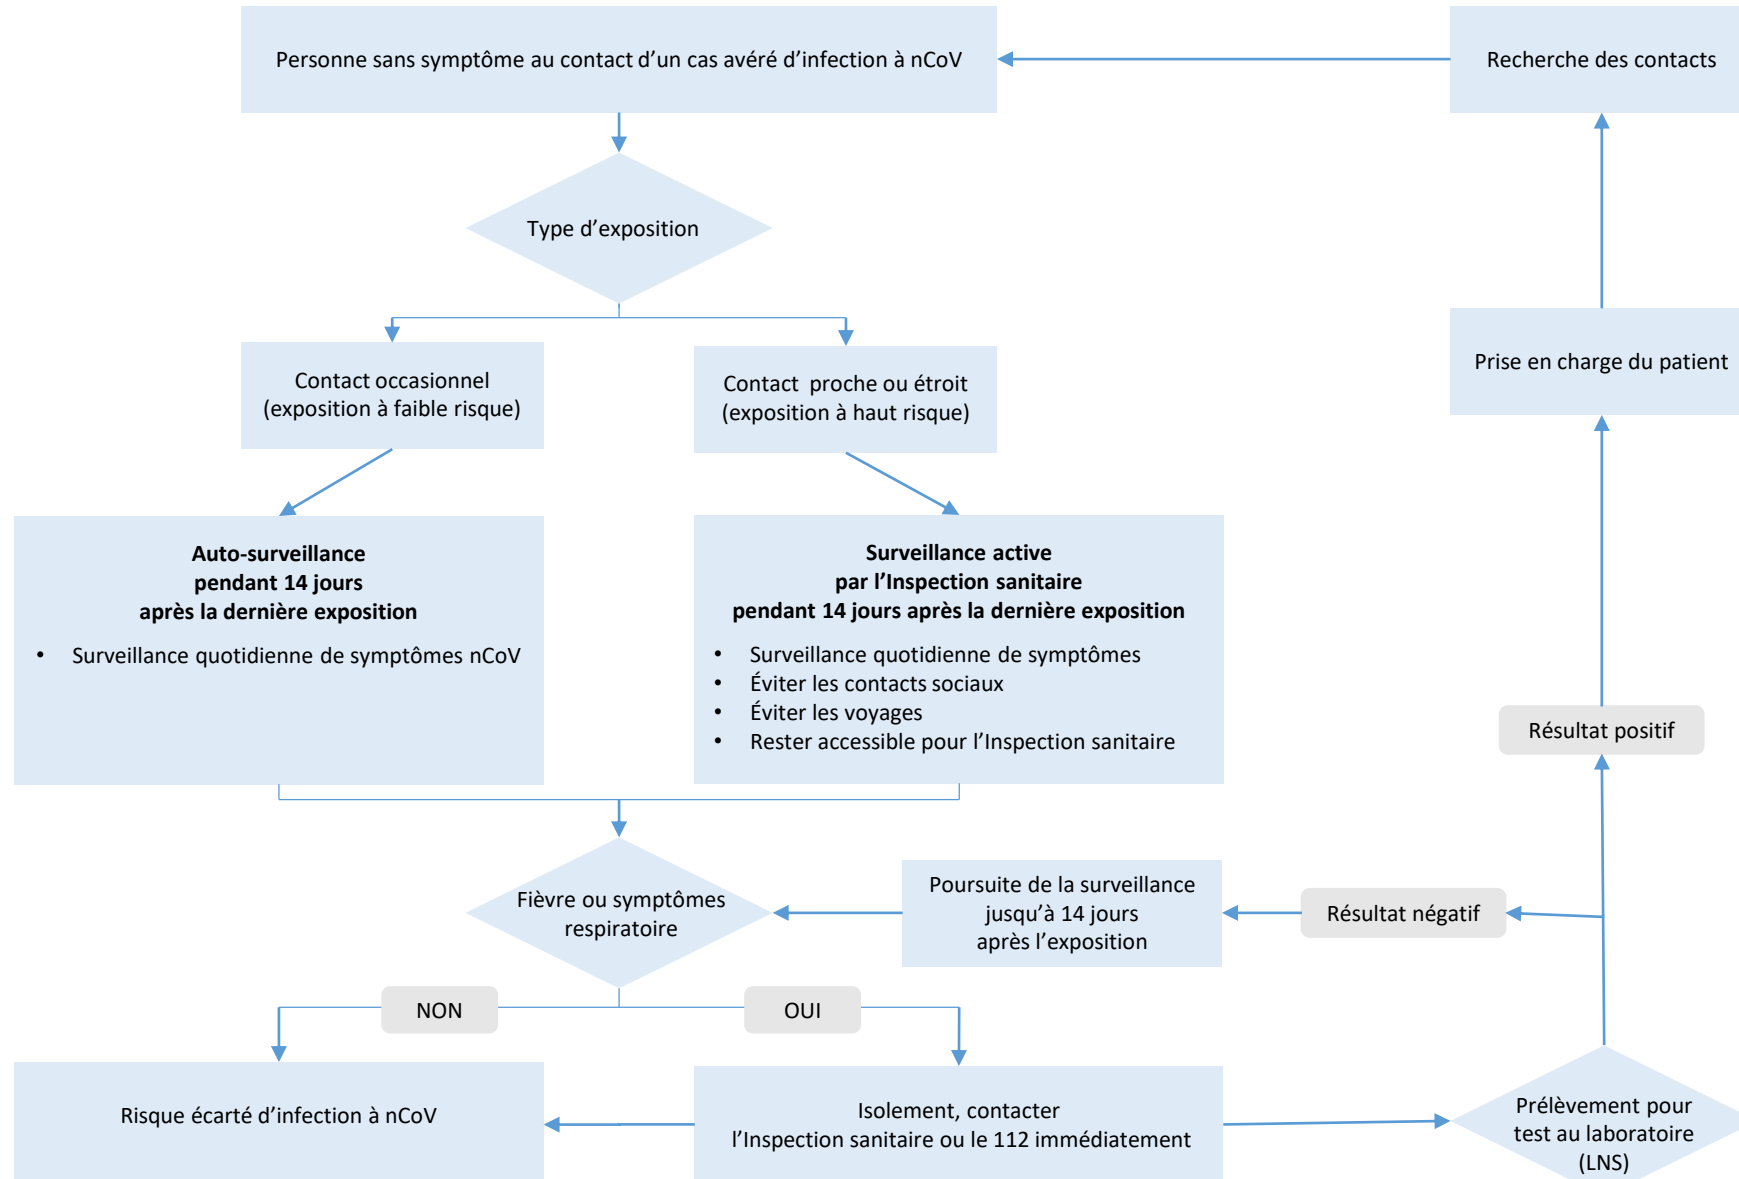 Personne sans symptôme au contact d’un cas avéré d’infection à nCoV
Recherche des contacts
Type d’exposition
Contact occasionnel
(exposition à faible risque)
Contact proche ou étroit
(exposition à haut risque)
Prise en charge du patient
Auto-surveillance
pendant 14 jours
après la dernière exposition
• Surveillance quotidienne de symptômes nCoV
Surveillance active
par l’Inspection sanitaire
pendant 14 jours après la dernière exposition
• Surveillance quotidienne de symptômes
• Éviter les contacts sociaux
• Éviter les voyages
• Rester accessible pour l’Inspection sanitaire
Résultat positif
Fièvre ou symptômes
respiratoire
Poursuite de la surveillance
jusqu’à 14 jours
après l’exposition
Résultat négatif
NON
OUI
Risque écarté d’infection à nCoV
Isolement, contacter
l’Inspection sanitaire ou le 112 immédiatement
Prélèvement pour
test au laboratoire
(LNS)